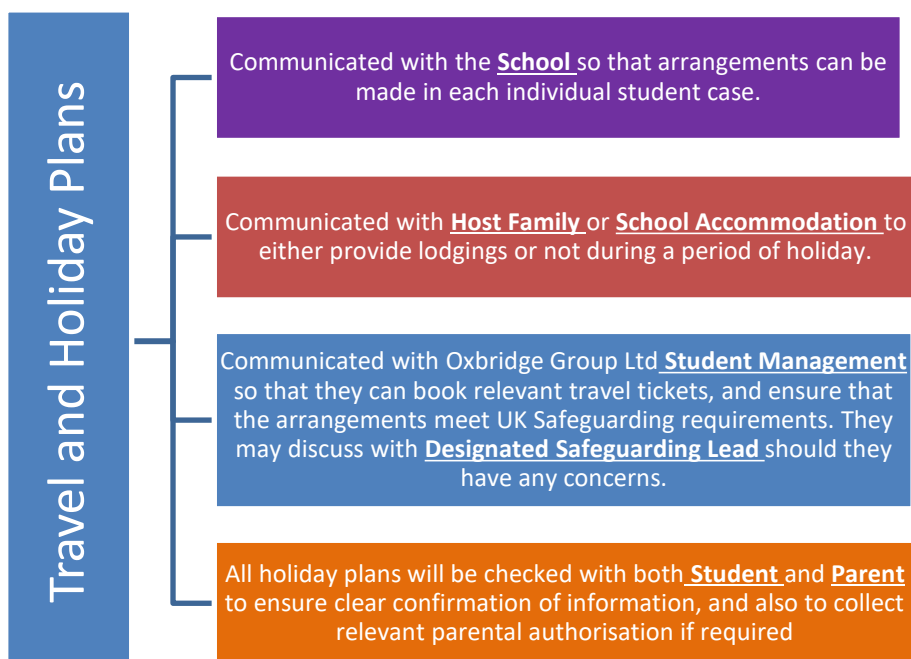 Travel and Holiday Plans
Communicated with the School so that arrangements can be
made in each individual student case.
Communicated with Host Family or School Accommodation to
either provide lodgings or not during a period of holiday.
Communicated with Oxbridge Group Ltd Student Management
so that they can book relevant travel tickets, and ensure that
the arrangements meet UK Safeguarding requirements. They
may discuss with Designated Safeguarding Lead should they
have any concerns.
All holiday plans will be checked with both Student and Parent
to ensure clear confirmation of information, and also to collect
relevant parental authorisation if required